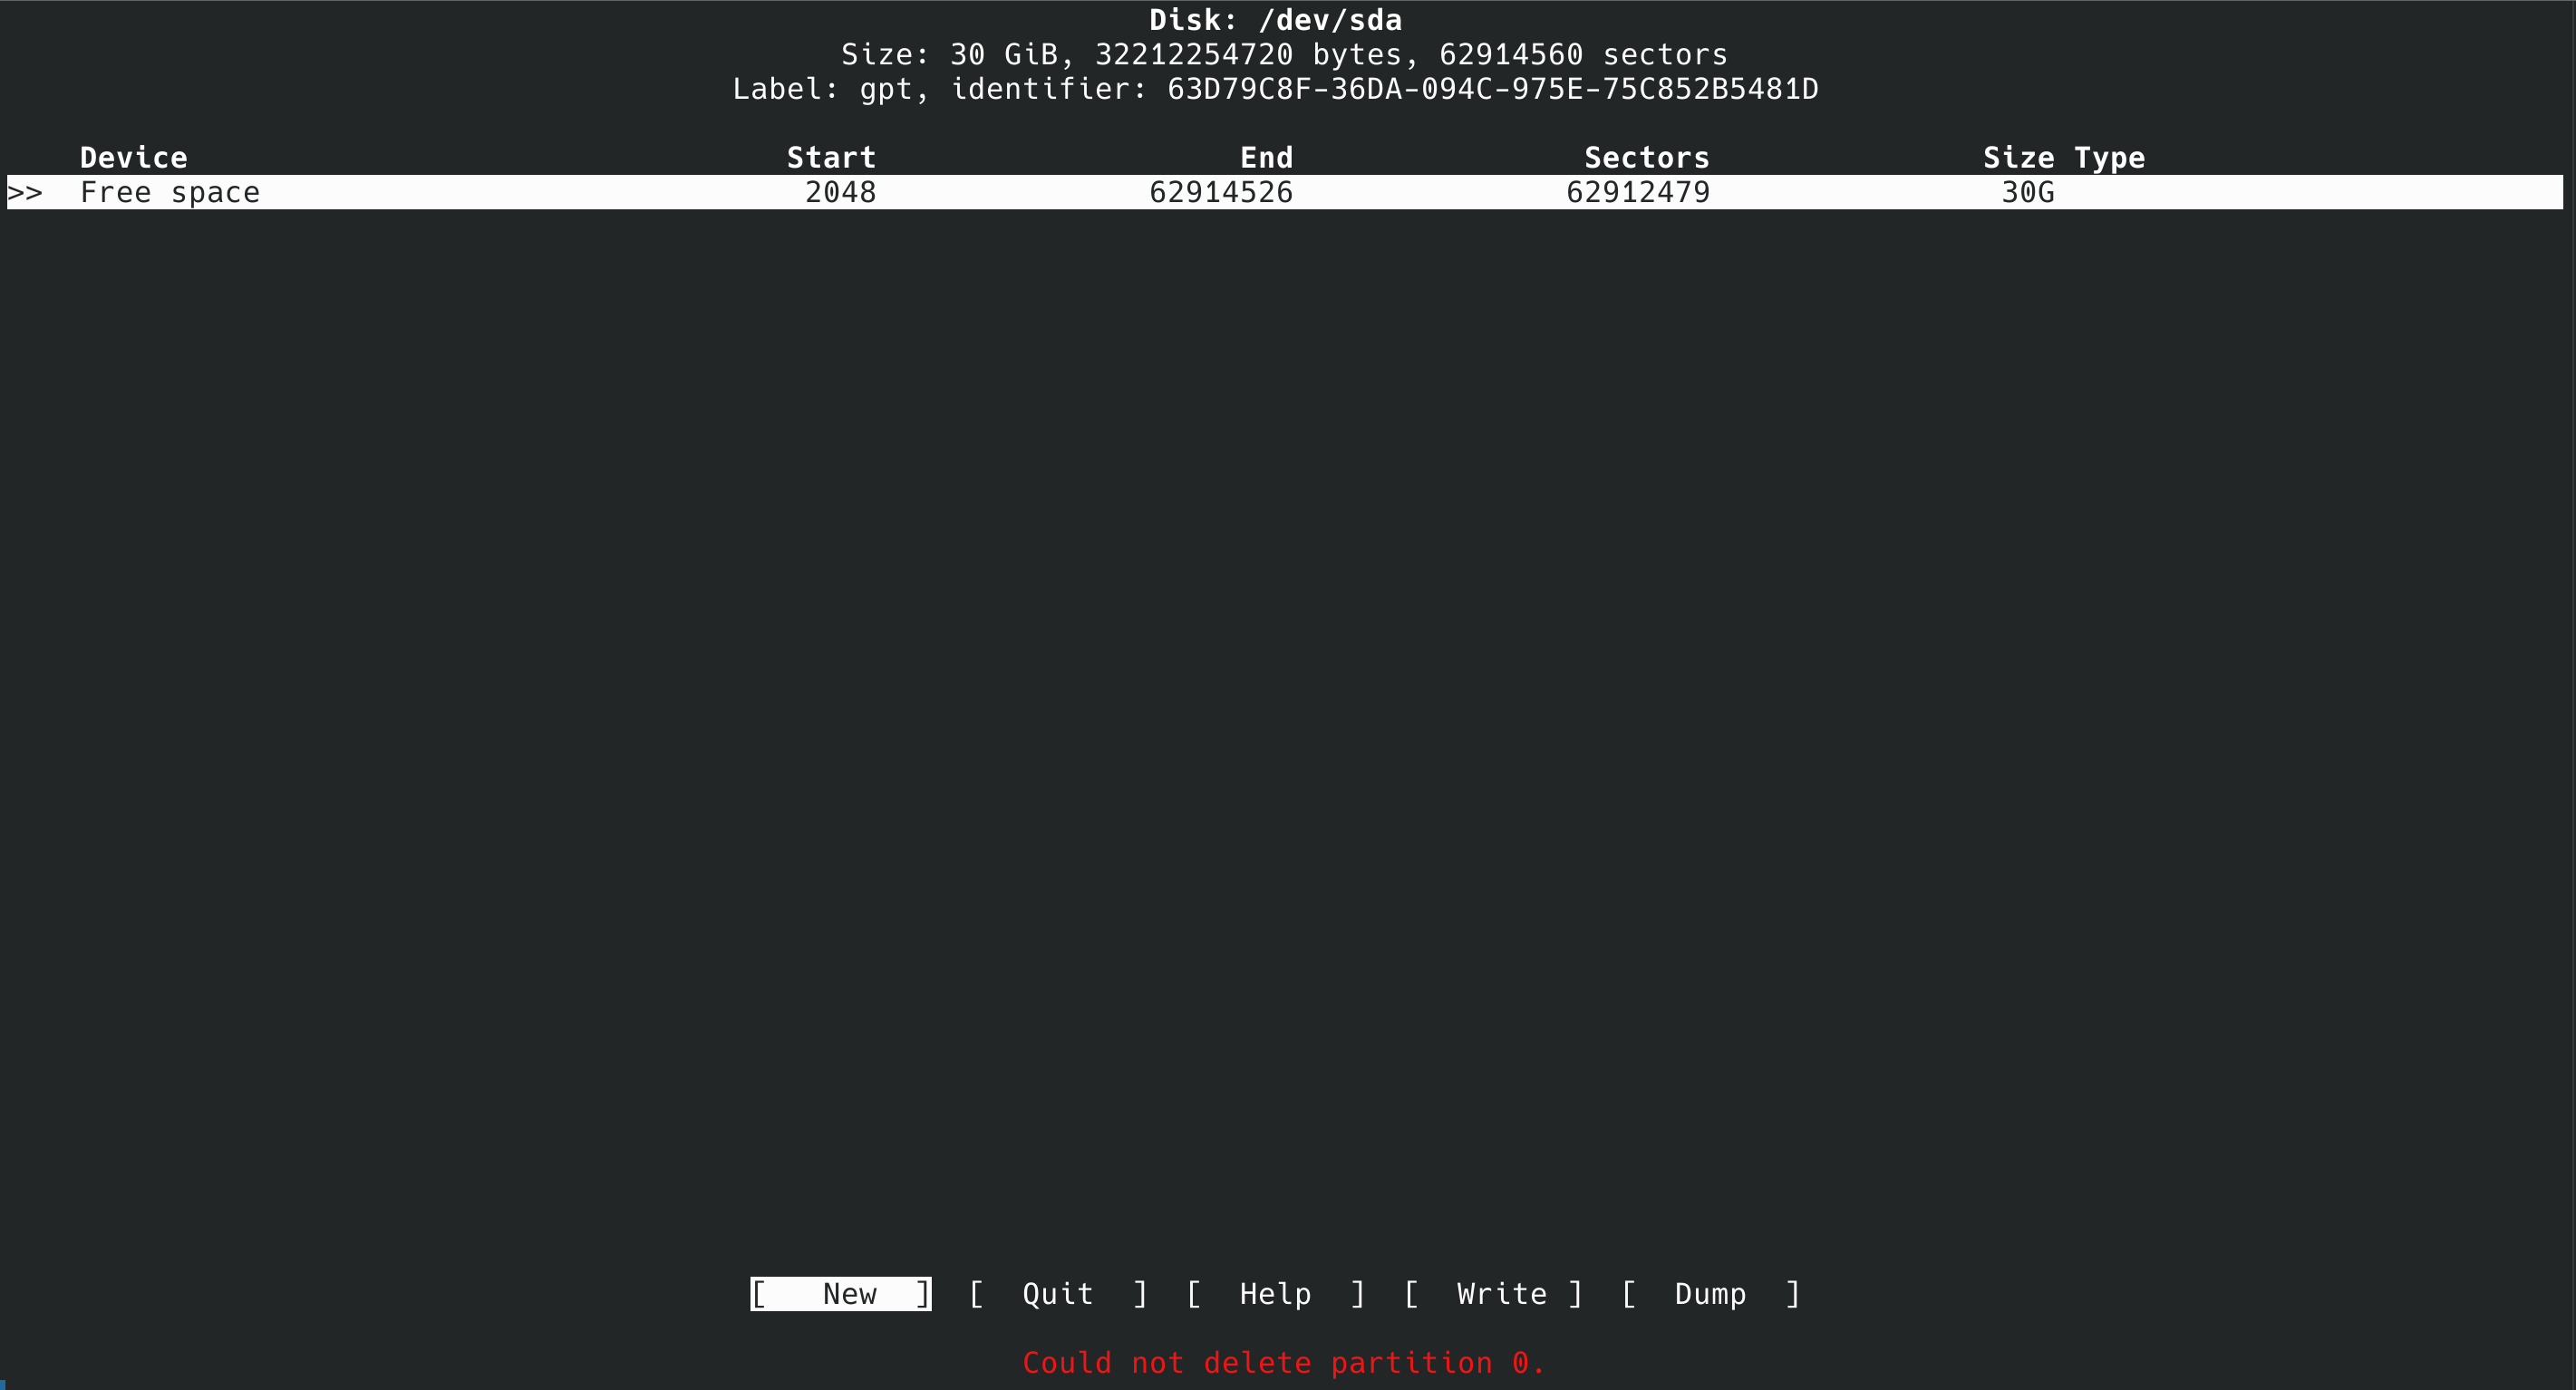 Disk: /dev/sda
Size: 30 GiB, 32212254720 bytes, 62914560 sectors
Label: gpt, identifier: 63D79C8F-36DA-094C-975E-75C852B5481D
Device Start End Sectors Size Type
>> Free space 2048 62914526 62912479 30G
[ New ] [ Quit ] [ Help ] [ Write ] [ Dump ]
Could not delete partition 0.